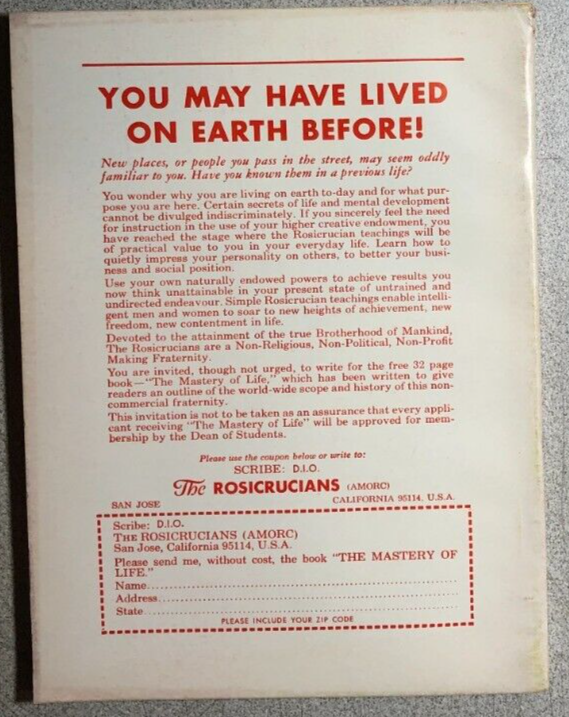 YOU MAY HAVE LIVED
ON EARTH BEFORE!
New places, or people you pass in the street, may seem oddly
familiar to you. Have you known them in a previous life?
You wonder why you are living on earth to-day and for what pur-
pose you are here. Certain secrets of life and mental development
cannot be divulged indiscriminately. If you sincerely feel the need
for instruction in the use of your higher creative endowment, you
have reached the stage where the Rosicrucian teachings will be
of practical value to you in your everyday life. Learn how to
quietly impress your personality on others, to better your busi-
ness and social position.
Use your own naturally endowed powers to achieve results you
now think unattainable in your present state of untrained and
undirected endeavour. Simple Rosicrucian teachings enable intelli-
gent men and women to soar to new heights of achievement, new
freedom, new contentment in life.
Devoted to the attainment of the true Brotherhood of Mankind,
The Rosicrucians are a Non-Religious, Non-Political, Non-Profit
Making Fraternity.
You are invited, though not urged, to write for the free 32 page
book—"The Mastery of Life," which has been written to give
readers an outline of the world-wide scope and history of this non-
commercial fraternity.
This invitation is not to be taken as an assurance that every appli-
cant receiving "The Mastery of Life" will be approved for mem-
bership by the Dean of Students.
Please use the coupon below or write to:
SCRIBE: D.I.O.
The ROSICRUCIANS (AMORC)
SAN JOSE CALIFORNIA 95114, U.S.A.
Scribe: D.I.O.
THE ROSICRUCIANS (AMORC)
San Jose, California 95114, U.S.A.
Please send me, without cost, the book "THE MASTERY OF
LIFE."
Name
Address
State
PLEASE INCLUDE YOUR ZIP CODE